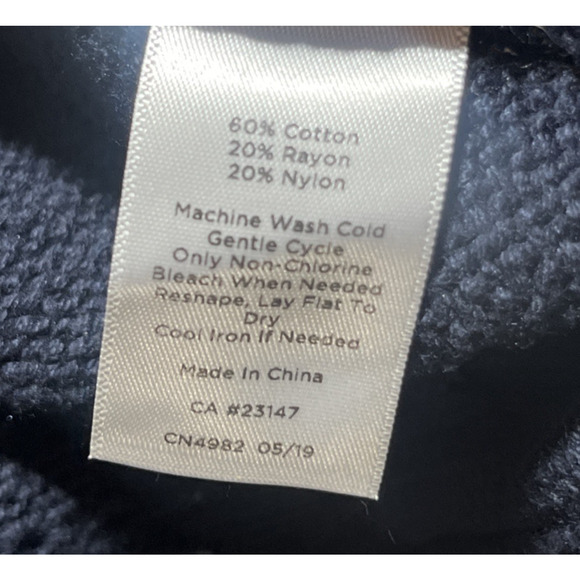 60% Cotton
20% Rayon
20% Nylon
Machine Wash Cold
Gentle Cycle
Only Non-Chlorine
Bleach When Needed
Reshape, Lay Flat To
Dry
Cool Iron If Needed
Made In China
CA #23147
CN4982 05/19